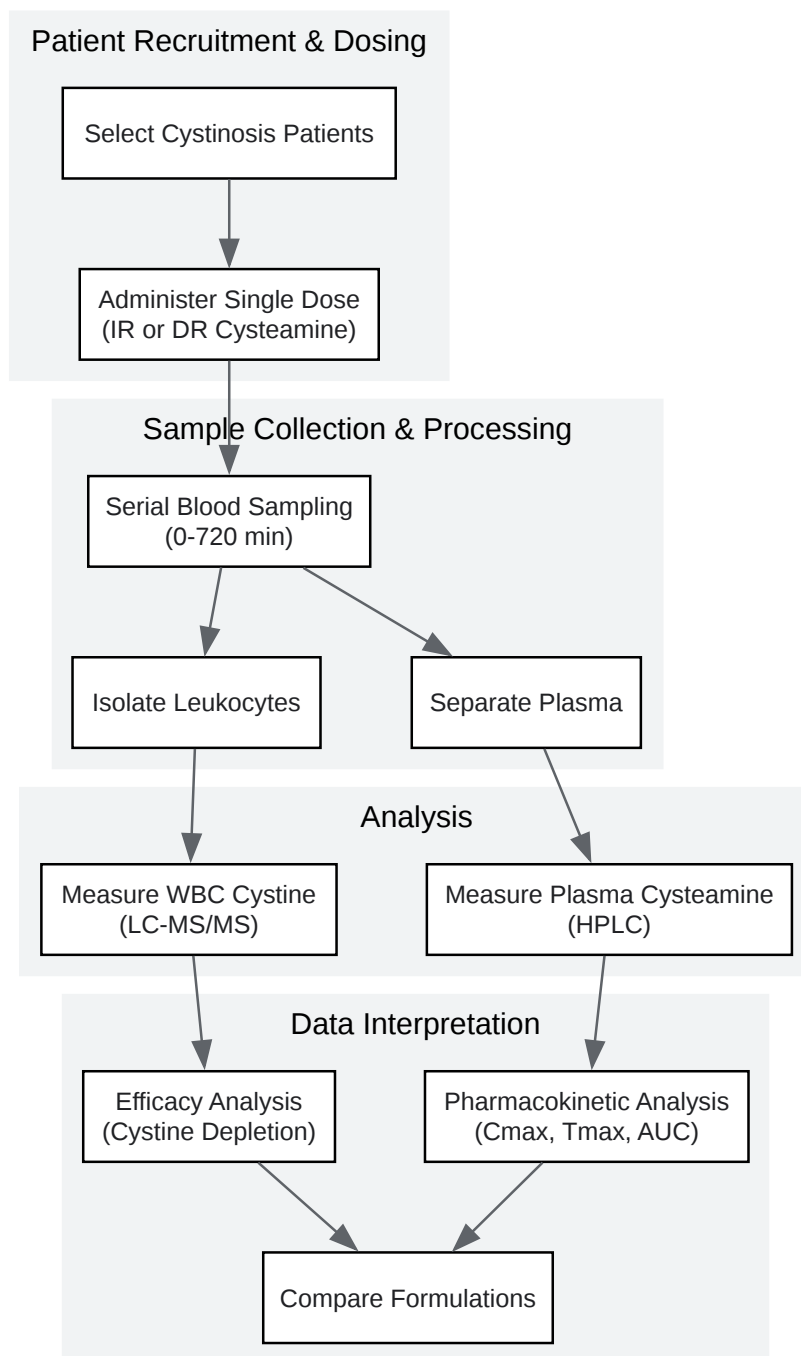 Patient Recruitment & Dosing
Select Cystinosis Patients
Administer Single Dose
(IR or DR Cysteamine)
Sample Collection & Processing
Serial Blood Sampling
(0-720 min)
Isolate Leukocytes
Separate Plasma
Analysis
Measure WBC Cystine
(LC-MS/MS)
Measure Plasma Cysteamine
(HPLC)
Data Interpretation
Efficacy Analysis
(Cystine Depletion)
Pharmacokinetic Analysis
(Cmax, Tmax, AUC)
Compare Formulations